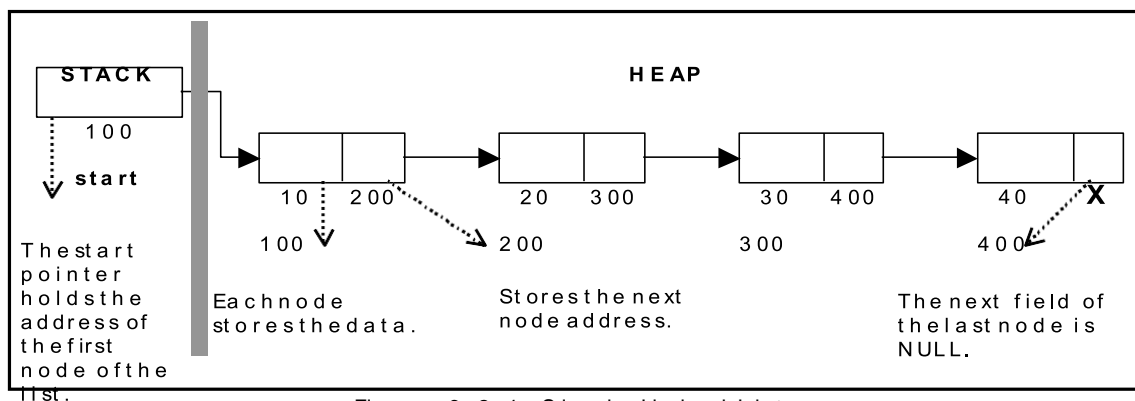 STACK
HEAP
100
start
10 200
20 300
30 400
40 X
100
200
300
400
The start
pointer
holds the
address of
the first
node of the
list.
Each node
stores the data.
Stores the next
node address.
The next field of
the last node is
NULL.